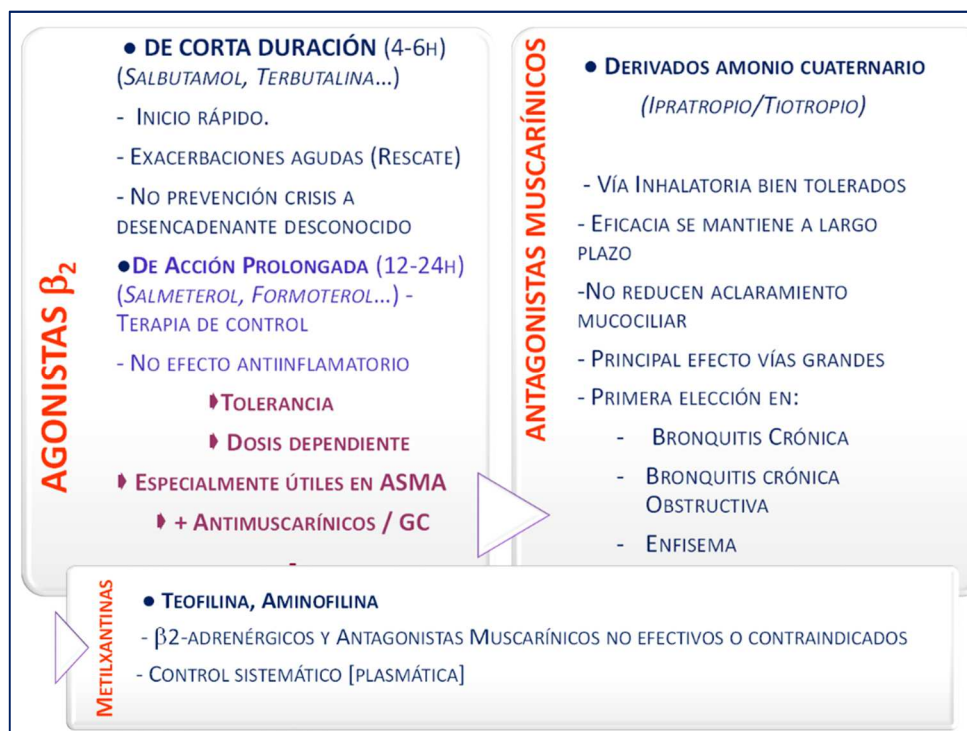 AGONISTAS β2
● DE CORTA DURACIÓN (4-6H)
(SALBUTAMOL, TERBUTALINA...)
- INICIO RÁPIDO.
- EXACERBACIONES AGUDAS (RESCATE)
- NO PREVENCIÓN CRISIS A
DESENCADENANTE DESCONOCIDO
●DE ACCIÓN PROLONGADA (12-24H)
(SALMETEROL, FORMOTEROL...) -
TERAPIA DE CONTROL
- NO EFECTO ANTIINFLAMATORIO
TOLERANCIA
DOSIS DEPENDIENTE
ESPECIALMENTE ÚTILES EN ASMA
+ ANTIMUSCARÍNICOS / GC
ANTAGONISTAS MUSCARÍNICOS
● DERIVADOS AMONIO CUATERNARIO
(IPRATROPIO/TIOTROPIO)
- VÍA INHALATORIA BIEN TOLERADOS
- EFICACIA SE MANTIENE A LARGO
PLAZO
-NO REDUCEN ACLARAMIENTO
MUCOCILIAR
- PRINCIPAL EFECTO VÍAS GRANDES
- PRIMERA ELECCIÓN EN:
- BRONQUITIS CRÓNICA
- BRONQUITIS CRÓNICA
OBSTRUCTIVA
- ENFISEMA
METILXANTINAS
● TEOFILINA, AMINOFILINA
- β2-ADRENÉRGICOS Y ANTAGONISTAS MUSCARÍNICOS NO EFECTIVOS O CONTRAINDICADOS
- CONTROL SISTEMÁTICO [PLASMÁTICA]